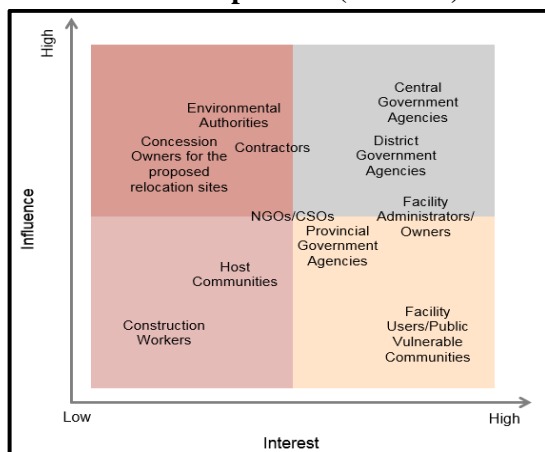 High
Central
Government
Agencies
Environmental
Authorities
Concession
Owners for the
proposed
relocation sites
Contractors
District
Government
Agencies
Facility
Administrators/
Owners
NGOs/CSOs
Provincial
Government
Agencies
Influence
Host
Communities
Construction
Workers
Facility
Users/Public
Vulnerable
Communities
Low
High
Interest